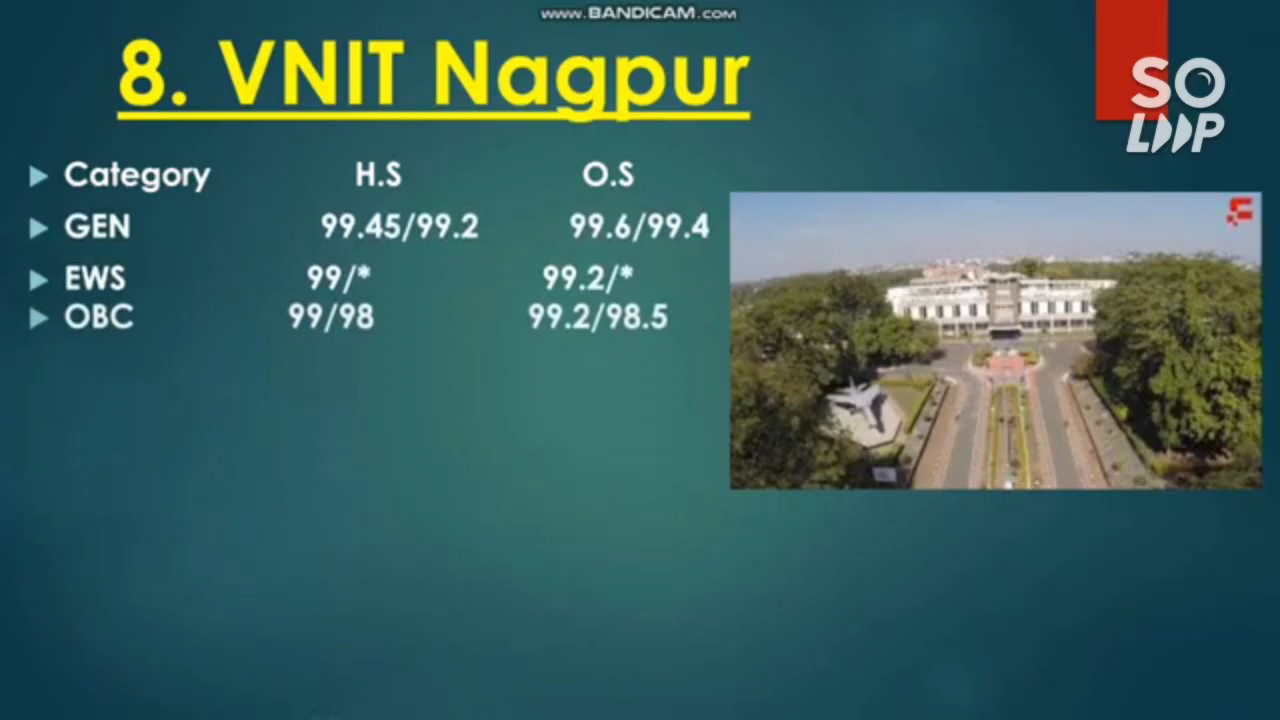 www.BANDICAM.com
8. VNIT Nagpur
SO
LOOP
Category H.S O.S
GEN 99.45/99.2 99.6/99.4
EWS 99/* 99.2/*
OBC 99/98 99.2/98.5